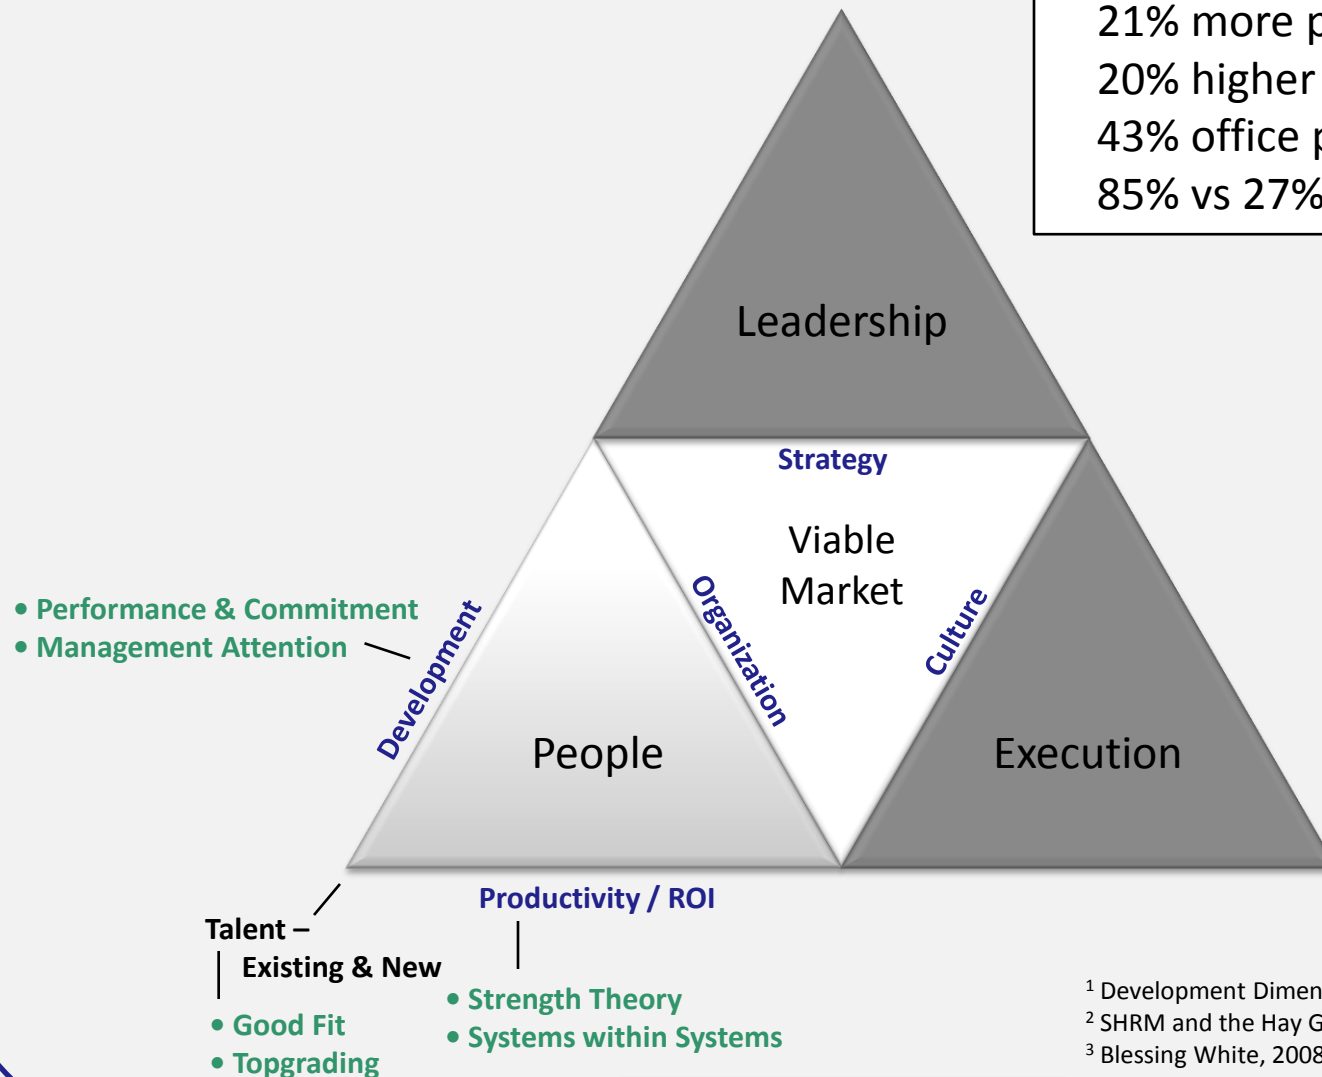 21% more
20% higher
43% office
85% vs 27%
Leadership
Strategy
Viable
Market
Organization
Culture
• Performance & Commitment
• Management Attention
Development
People
Execution
Productivity / ROI
Talent –
Existing & New
• Good Fit
• Topgrading
• Strength Theory
• Systems within Systems
¹ Development
² SHRM and the Hay
³ Blessing White, 2008